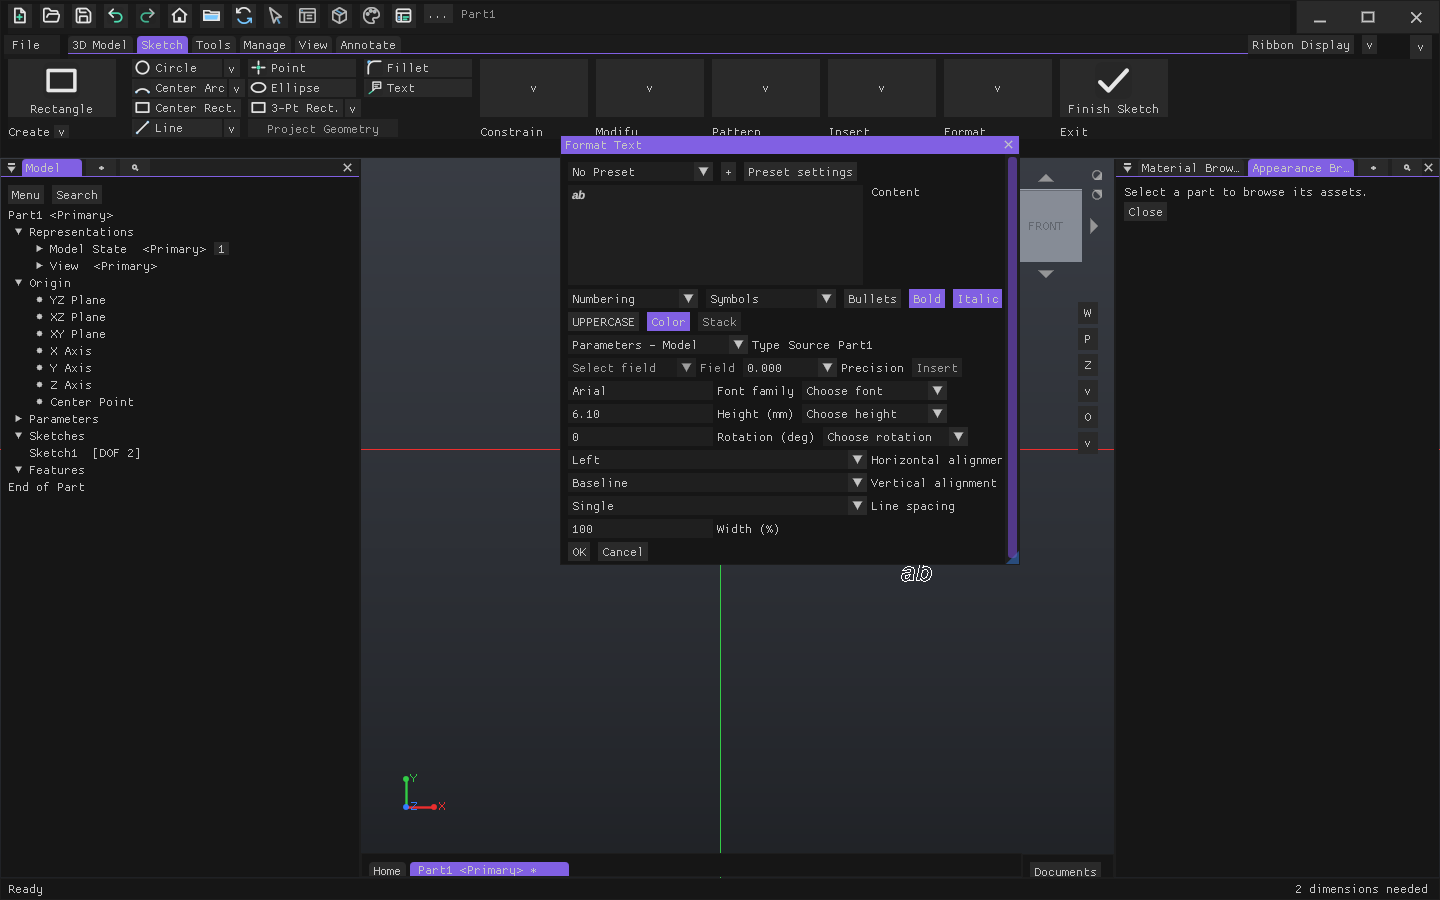 ... Part1
File 3D Model Sketch Tools Manage View Annotate Ribbon Display v v
Circle v Point Fillet
Center Arc v Ellipse Text
Rectangle Center Rect. 3-Pt Rect. v Finish Sketch
Line v Project Geometry
v v v v v
Create v Constrain Modify Pattern Insert Format Exit
Format Text
Model
Menu Search
Part1 <Primary>
Representations
Model State <Primary> 1
View <Primary>
Origin
YZ Plane
XZ Plane
XY Plane
X Axis
Y Axis
Z Axis
Center Point
Parameters
Sketches
Sketch1 [DOF 2]
Features
End of Part
No Preset + Preset settings
ab Content
Numbering Symbols Bullets Bold Italic
UPPERCASE Color Stack
Parameters - Model Type Source Part1
Select field Field 0.000 Precision Insert
Arial Font family Choose font
6.10 Height (mm) Choose height
0 Rotation (deg) Choose rotation
Left Horizontal alignmen
Baseline Vertical alignment
Single Line spacing
100 Width (%)
OK Cancel
ab
FRONT
W
P
Z
v
O
v
Material Brow… Appearance Br…
Select a part to browse its assets.
Close
Y
Z X
Home Part1 <Primary> * Documents
Ready 2 dimensions needed